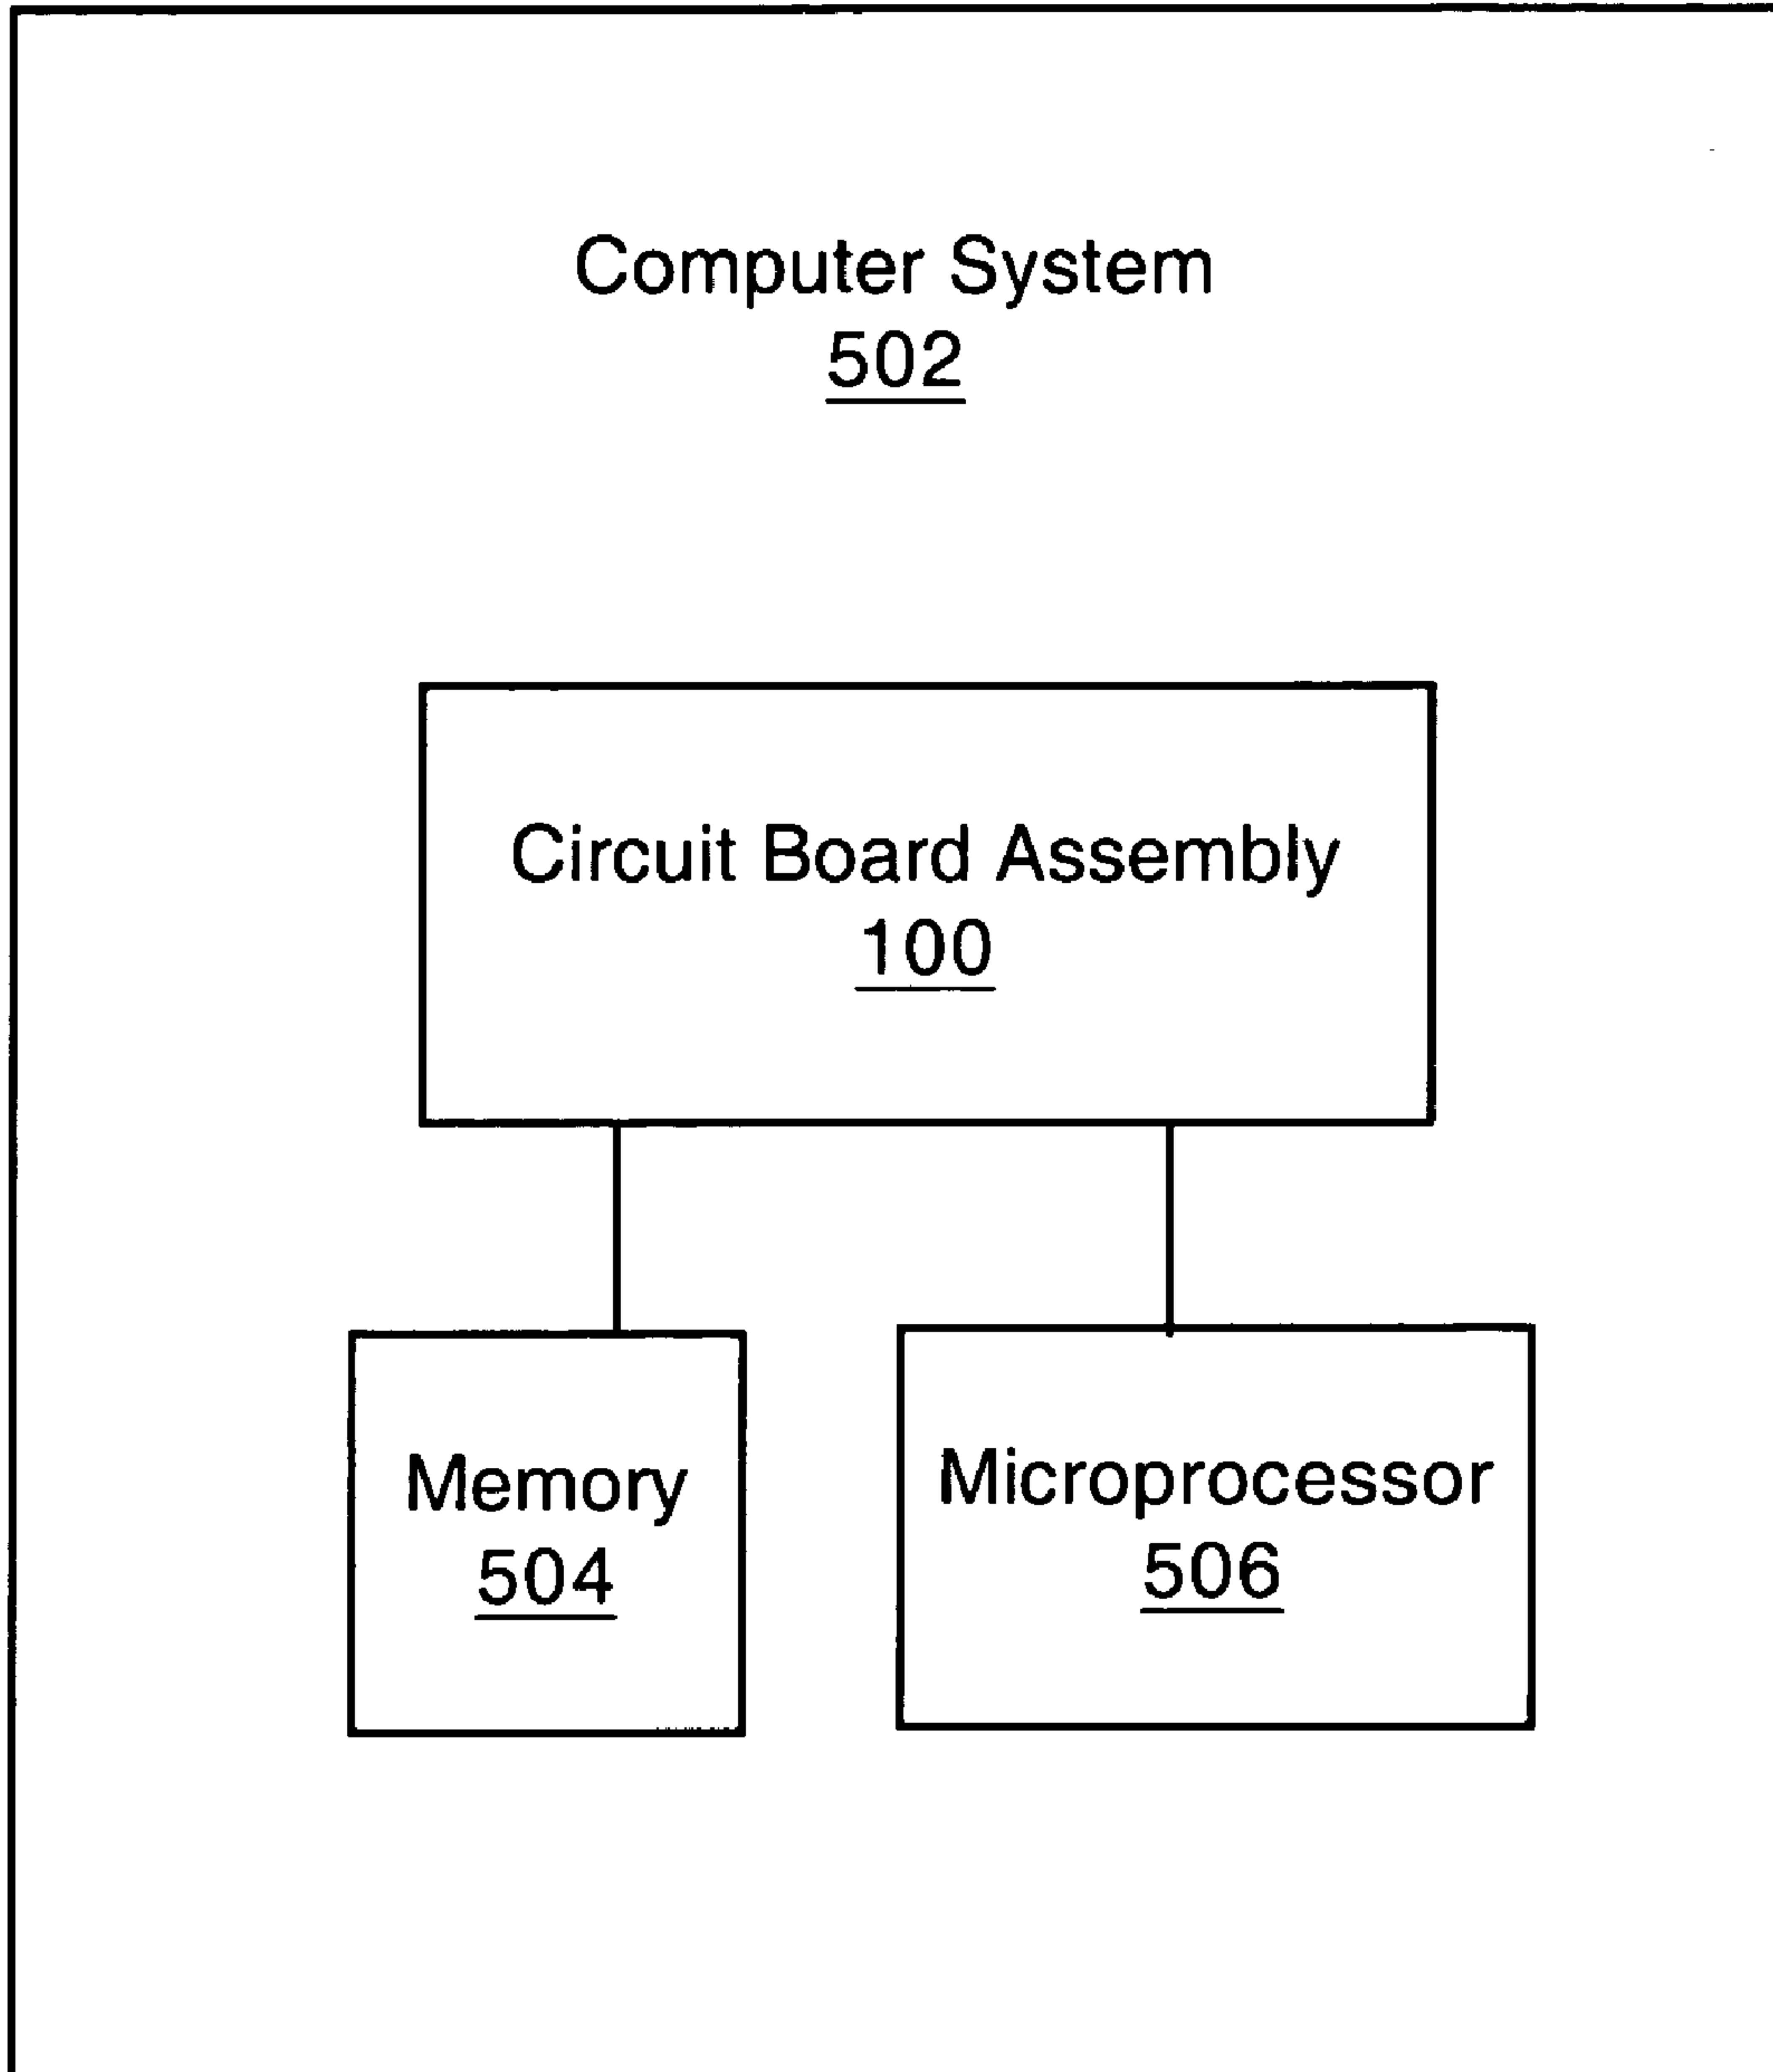 Computer System
502
Circuit Board Assembly
100
Memory
504
Microprocessor
506